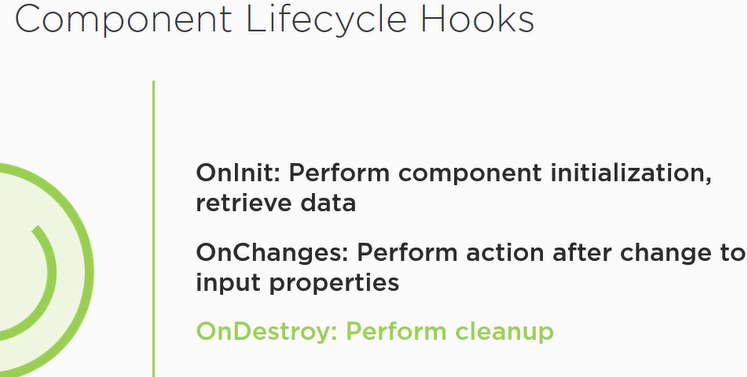 Component Lifecycle Hooks
OnInit: Perform component initialization,
retrieve data
OnChanges: Perform action after change to
input properties
OnDestroy: Perform cleanup